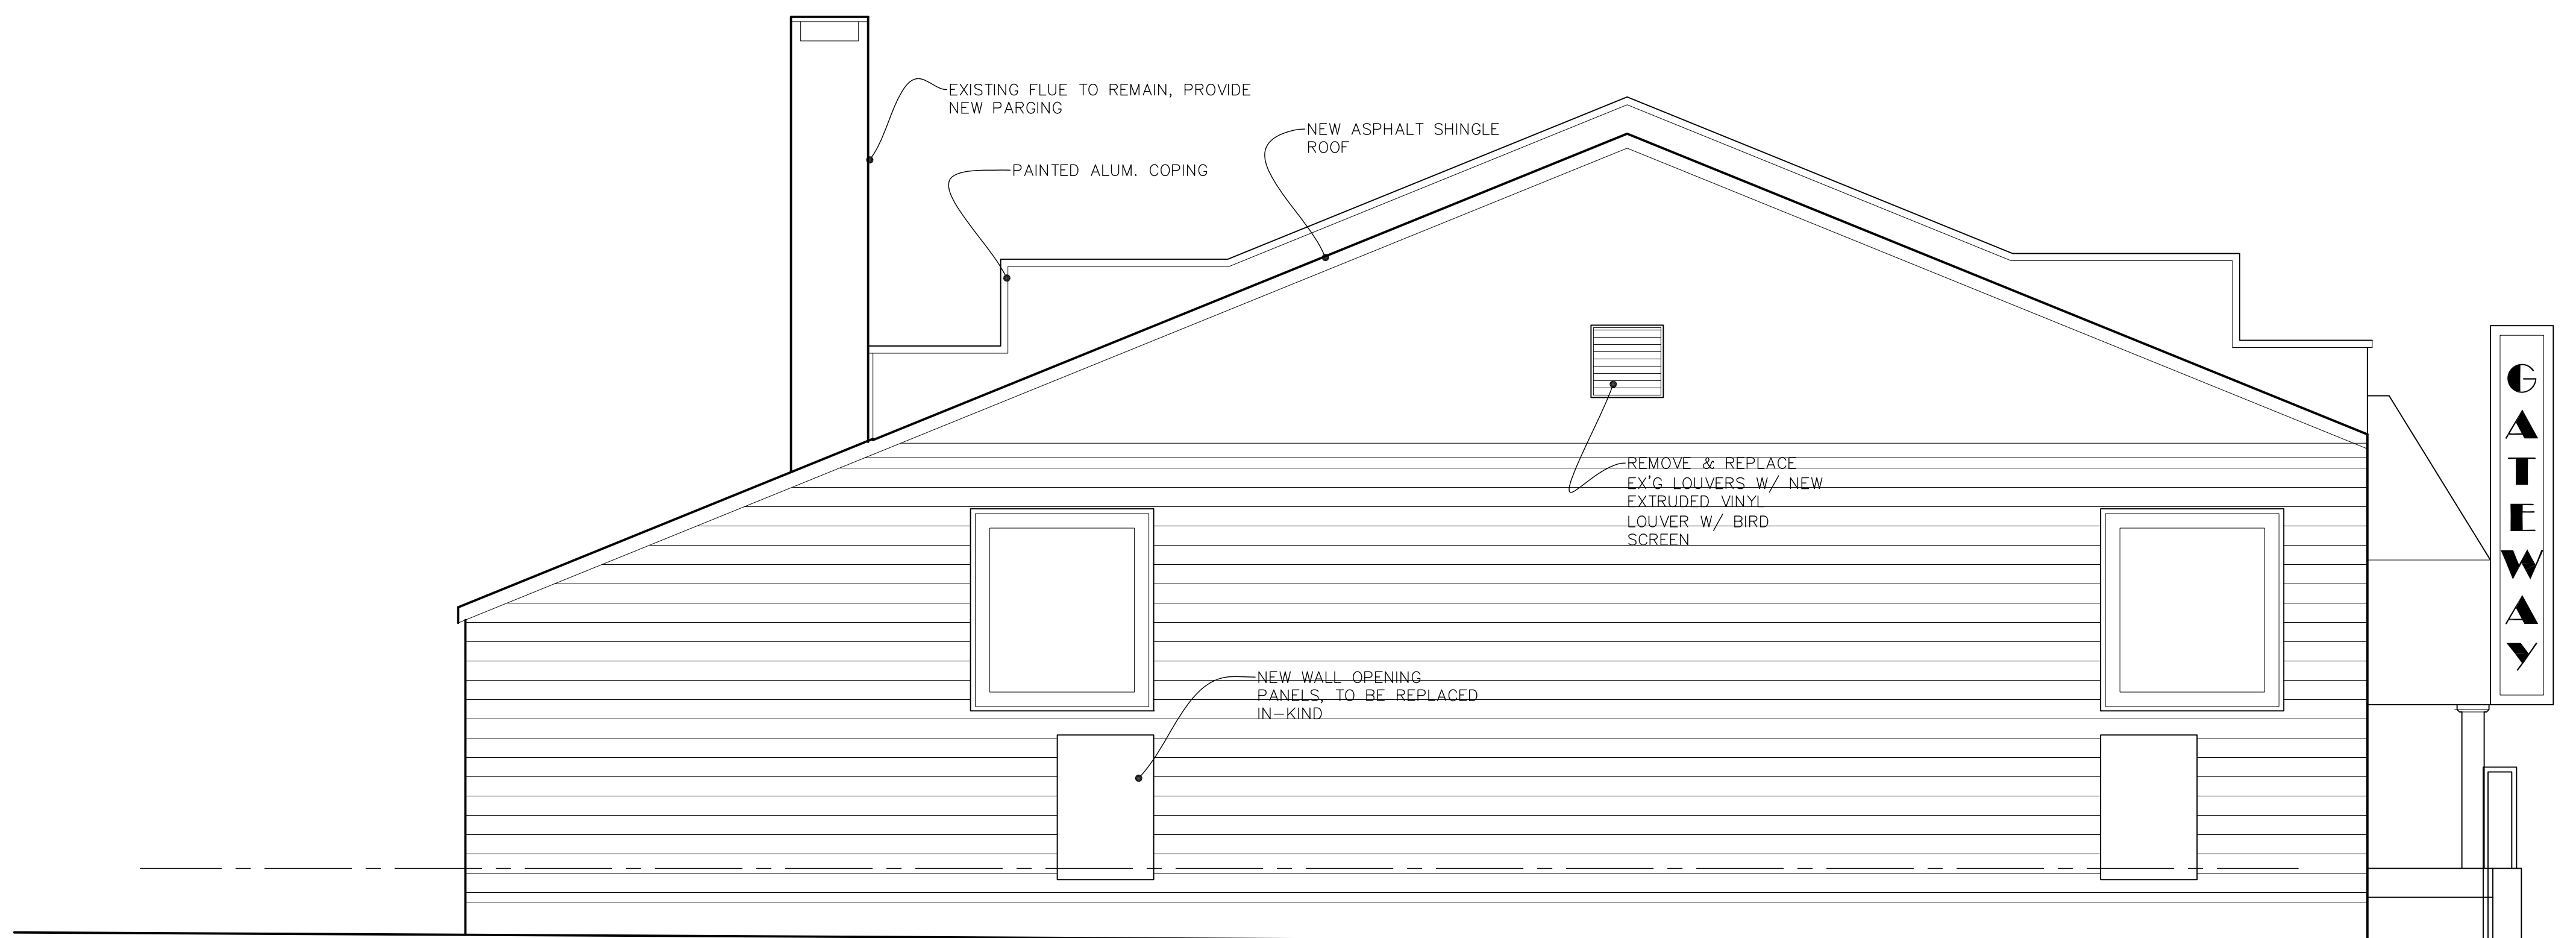 EXISTING FLUE TO REMAIN, PROVIDE
NEW PARGING
NEW ASPHALT SHINGLE
ROOF
PAINTED ALUM. COPING
REMOVE & REPLACE
EX'G LOUVERS W/ NEW
EXTRUDED VINYL
LOUVER W/ BIRD
SCREEN
NEW WALL OPENING
PANELS, TO BE REPLACED
IN-KIND
GATEWAY